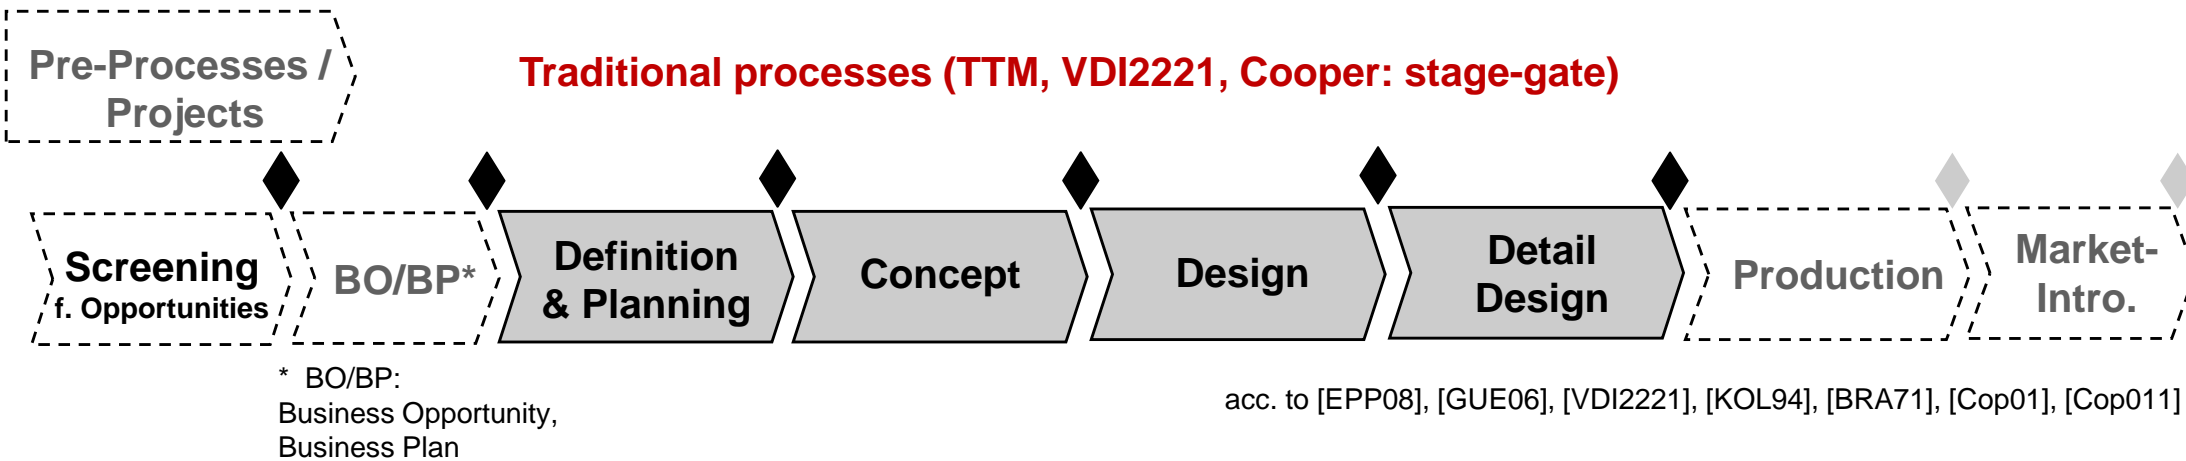 Pre-Processes /
Projects
Traditional processes (TTM, VDI2221, Cooper: stage-gate)
Screening
f. Opportunities
BO/BP*
Definition
& Planning
Concept
Design
Detail
Design
Production
Market-
Intro.
* BO/BP:
Business Opportunity,
Business Plan
acc. to [EPP08], [GUE06], [VDI2221], [KOL94], [BRA71], [Cop01], [Cop011]